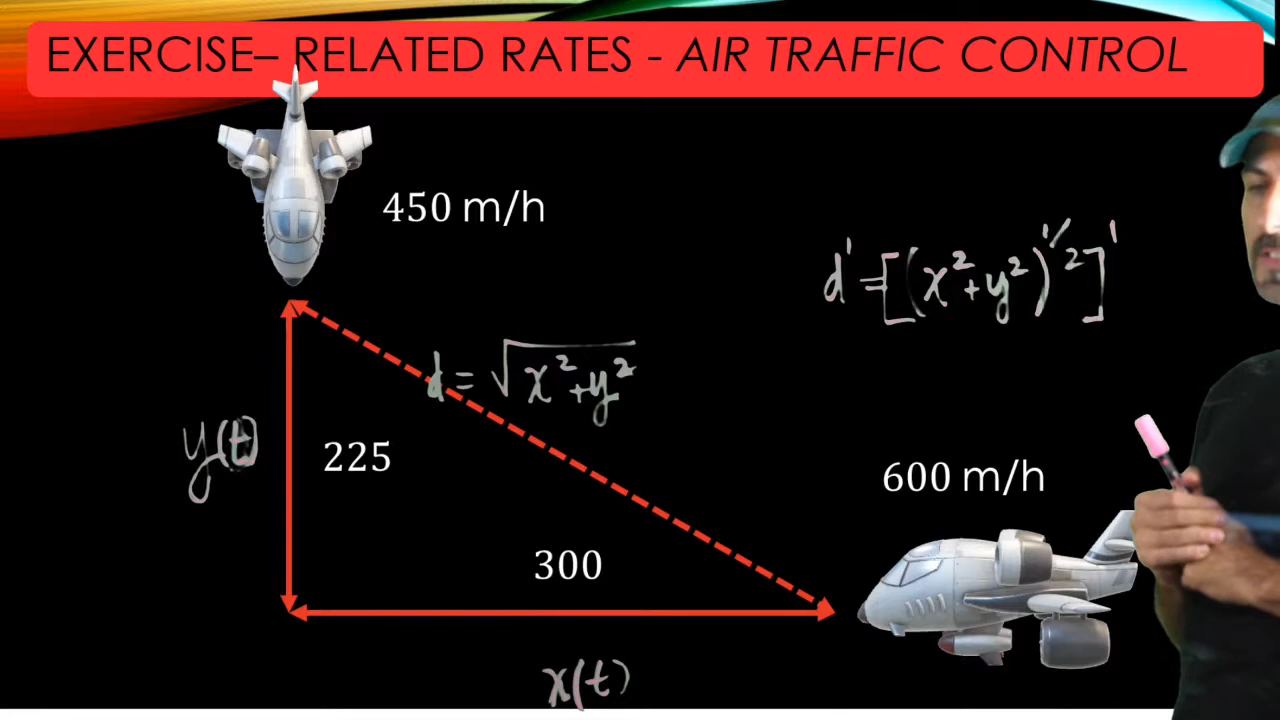 EXERCISE– RELATED RATES - AIR TRAFFIC CONTROL
450 m/h
d' = [(x²+y²)^1/2]'
d = √x²+y²
y(t)
225
600 m/h
300
x(t)